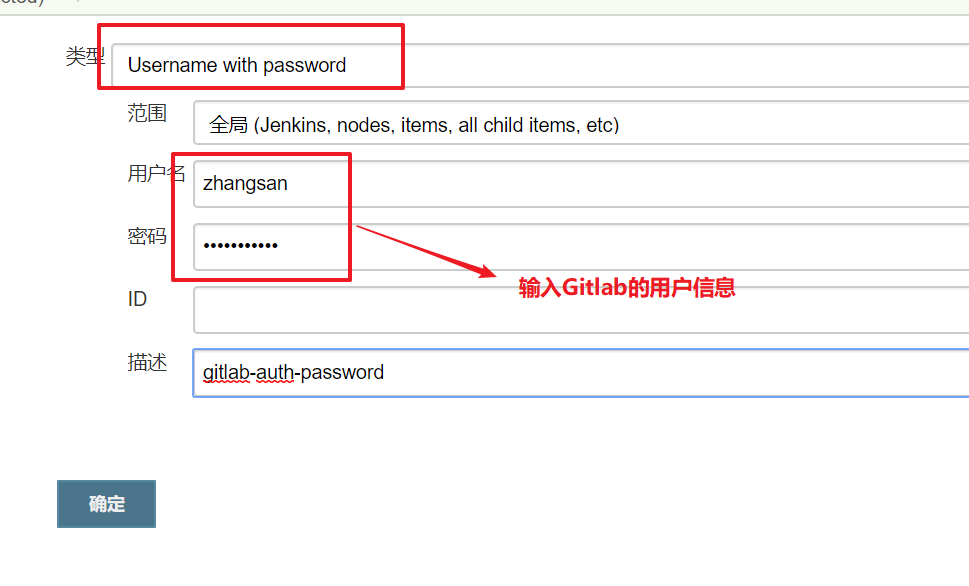 cted)
类型
Username with password
范围
全局 (Jenkins, nodes, items, all child items, etc)
用户名
zhangsan
密码
•••••••••••
ID
输入Gitlab的用户信息
描述
gitlab-auth-password
确定